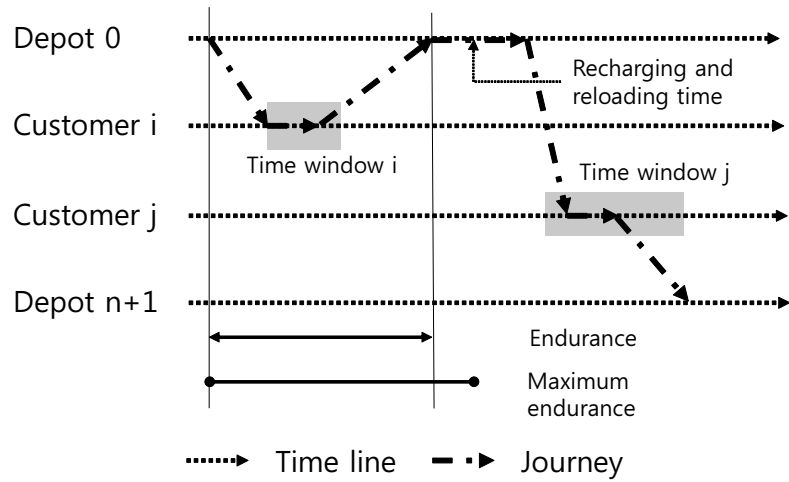 Depot 0
Recharging and
reloading time
Customer i
Time window i
Time window j
Customer j
Depot n+1
Endurance
Maximum
endurance
Time line
Journey